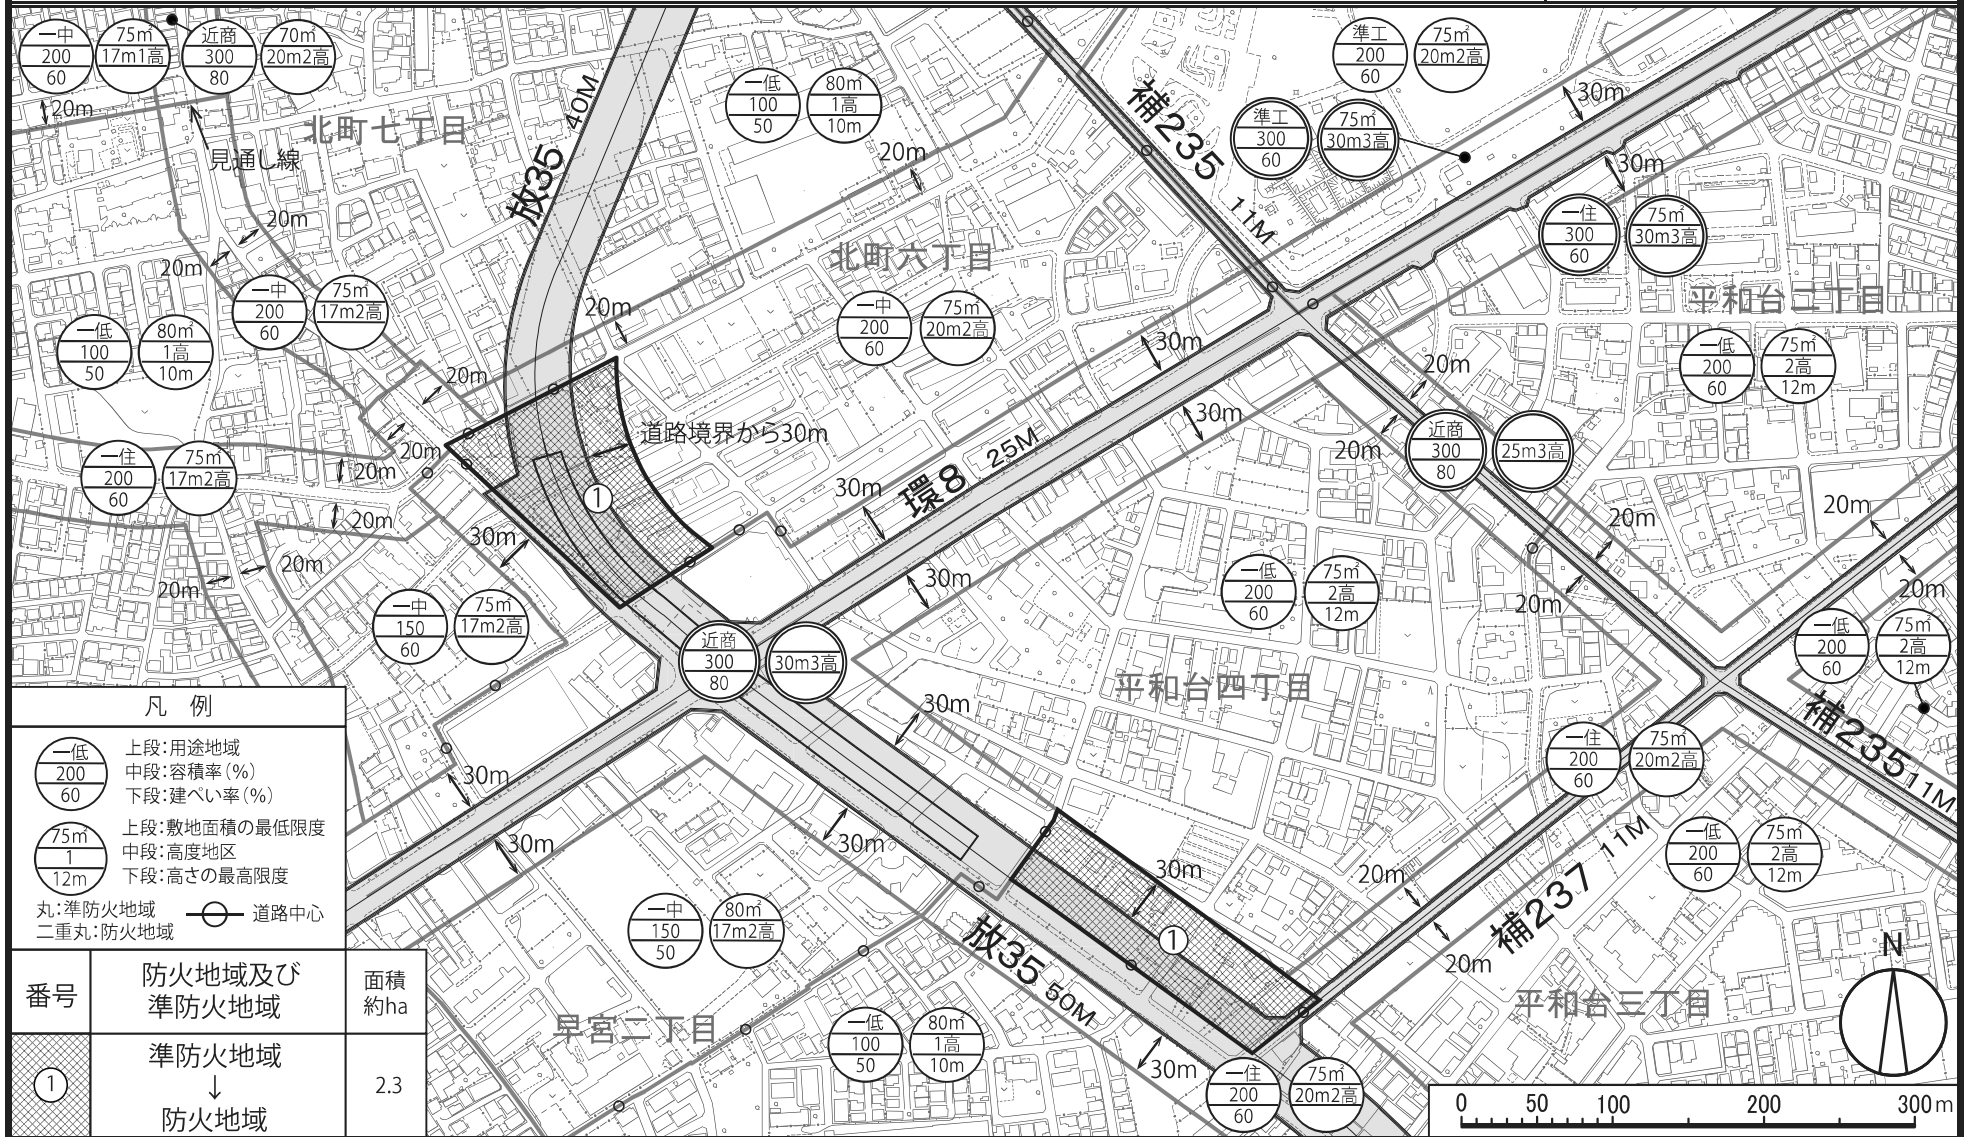 一中
200
60
75㎡
17m1高
近商
300
80
70㎡
20m2高
20m
見通し線
北町七丁目
放35
40M
一低
100
50
80㎡
1高
10m
20m
補235
11M
準工
200
60
75㎡
20m2高
準工
300
60
75㎡
30m3高
30m
30m
一住
300
60
75㎡
30m3高
平和台二丁目
20m
20m
一中
200
60
75㎡
17m2高
一低
100
50
80㎡
1高
10m
20m
北町六丁目
一中
200
60
75㎡
20m2高
30m
20m
一低
200
60
75㎡
2高
12m
20m
道路境界から30m
30m
20m
近商
300
80
25m3高
20m
20m
一住
200
60
75㎡
17m2高
①
30m
環8
25M
20m
20m
20m
30m
20m
20m
20m
30m
一低
200
60
75㎡
2高
12m
20m
20m
一中
150
60
75㎡
17m2高
近商
300
80
30m3高
一低
200
60
75㎡
2高
12m
平和台四丁目
30m
補235
11M
30m
一住
200
60
75㎡
20m2高
30m
30m
30m
20m
補237
11M
一低
200
60
75㎡
2高
12m
一中
150
50
80㎡
17m2高
①
放35
50M
20m
平和台三丁目
早宮二丁目
一低
100
50
80㎡
1高
10m
30m
一住
200
60
75㎡
20m2高
N
0 50 100 200 300m
凡 例
一低
200
60
上段:用途地域
中段:容積率(%)
下段:建ぺい率(%)
75㎡
1
12m
上段:敷地面積の最低限度
中段:高度地区
下段:高さの最高限度
丸:準防火地域
二重丸:防火地域
道路中心
番号
防火地域及び
準防火地域
面積
約ha
①
準防火地域
↓
防火地域
2.3